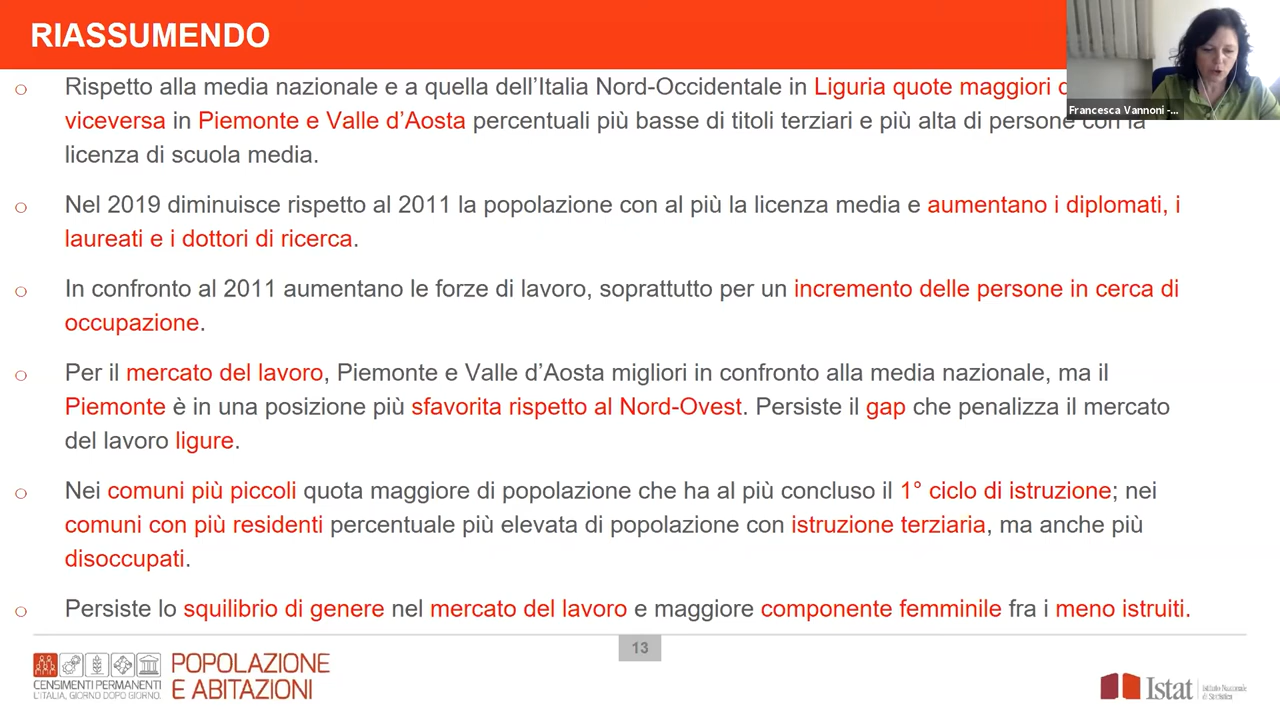 RIASSUMENDO
Francesca Vannoni -...
Rispetto alla media nazionale e a quella dell'Italia Nord-Occidentale in Liguria quote maggiori
viceversa in Piemonte e Valle d'Aosta percentuali più basse di titoli terziari e più alta di persone con la
licenza di scuola media.
Nel 2019 diminuisce rispetto al 2011 la popolazione con al più la licenza media e aumentano i diplomati, i
laureati e i dottori di ricerca.
In confronto al 2011 aumentano le forze di lavoro, soprattutto per un incremento delle persone in cerca di
occupazione.
Per il mercato del lavoro, Piemonte e Valle d'Aosta migliori in confronto alla media nazionale, ma il
Piemonte è in una posizione più sfavorita rispetto al Nord-Ovest. Persiste il gap che penalizza il mercato
del lavoro ligure.
Nei comuni più piccoli quota maggiore di popolazione che ha al più concluso il 1° ciclo di istruzione; nei
comuni con più residenti percentuale più elevata di popolazione con istruzione terziaria, ma anche più
disoccupati.
Persiste lo squilibrio di genere nel mercato del lavoro e maggiore componente femminile fra i meno istruiti.
13
CENSIMENTI PERMANENTI
L'ITALIA, GIORNO DOPO GIORNO.
POPOLAZIONE
E ABITAZIONI
Istat
Istituto Nazionale
di Statistica